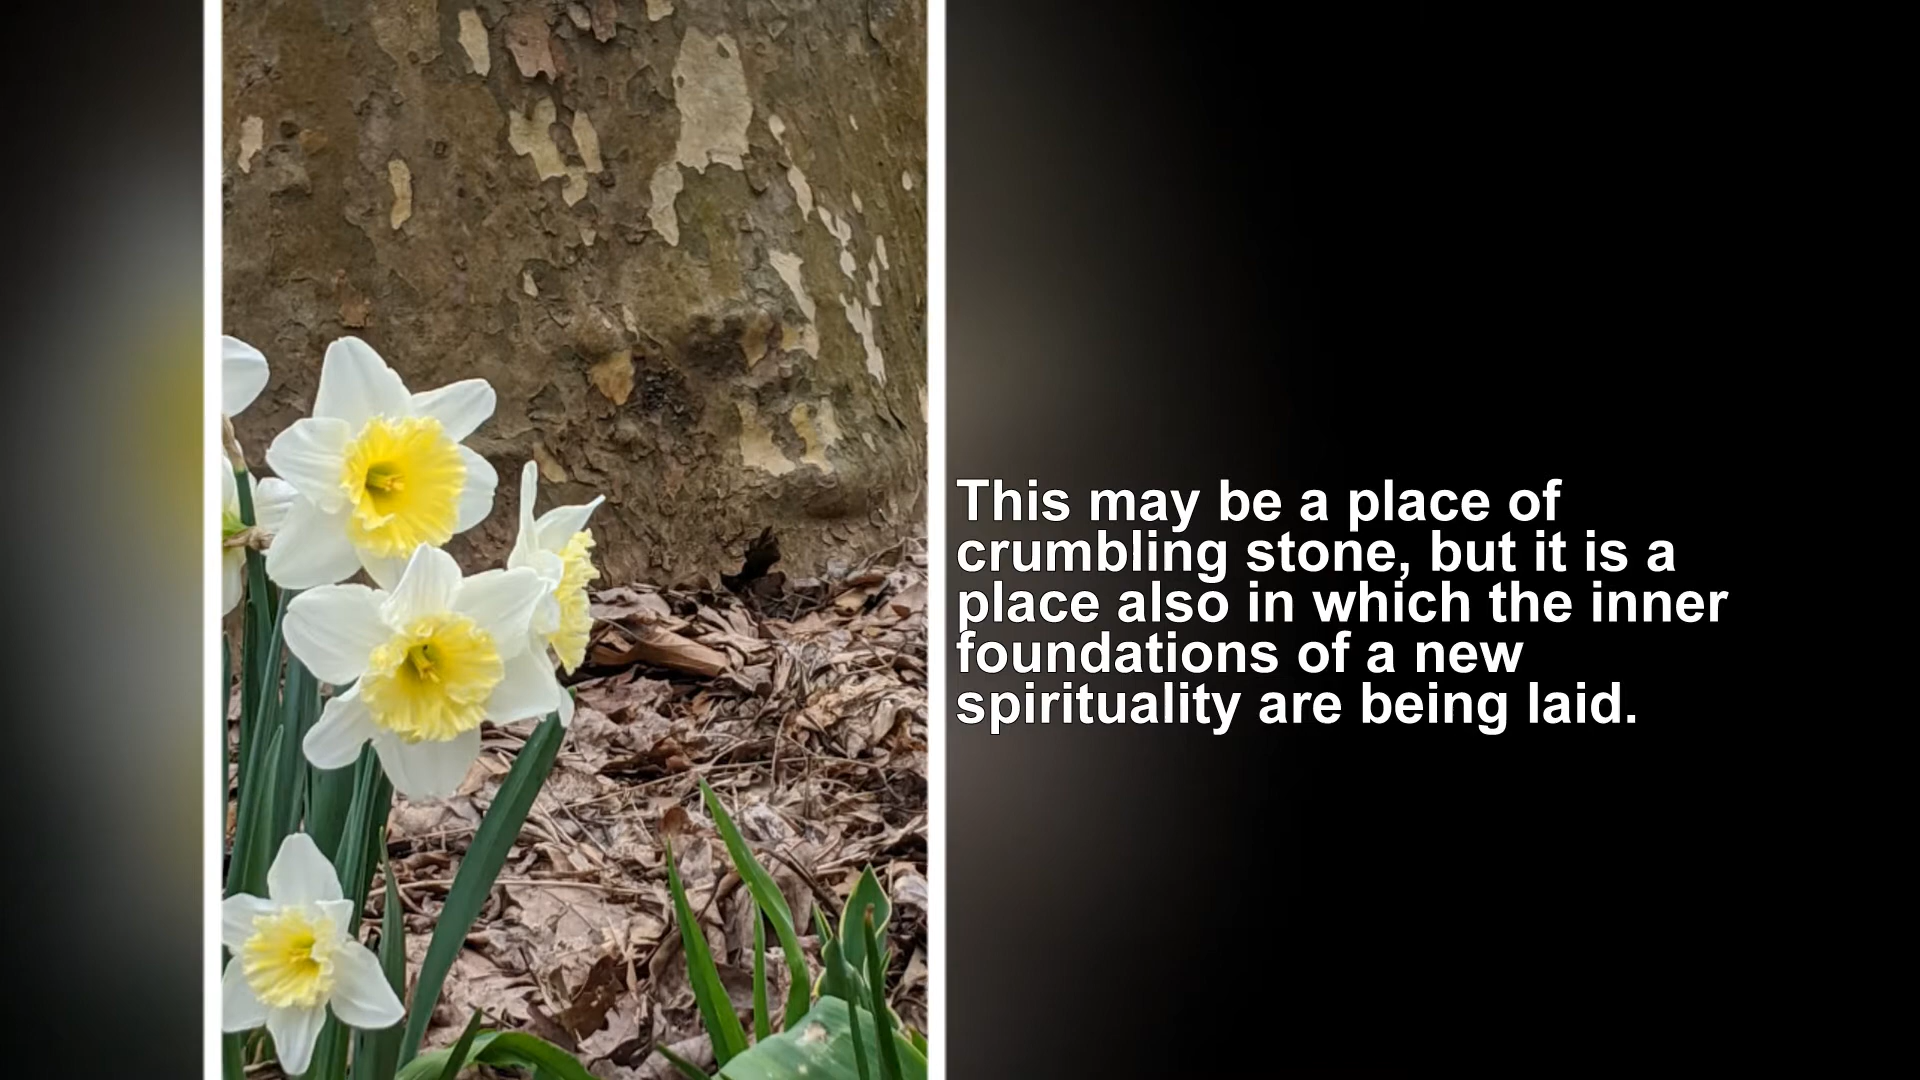 This may be a place of
crumbling stone, but it is a
place also in which the inner
foundations of a new
spirituality are being laid.